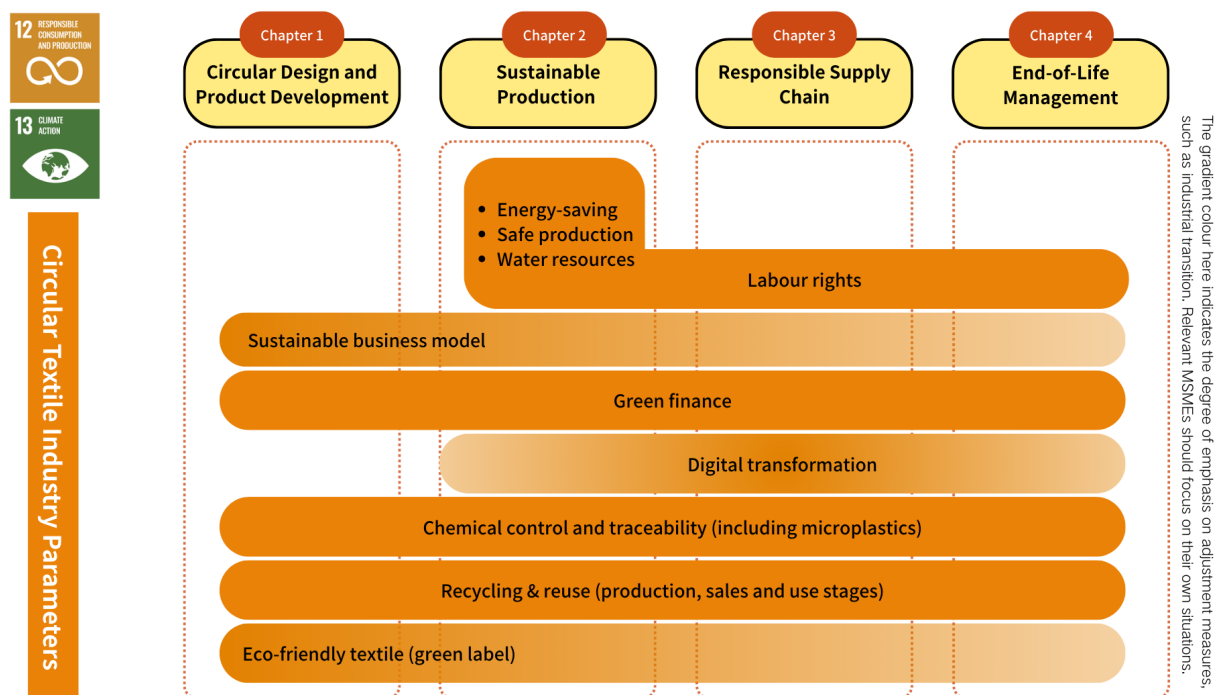 12 RESPONSIBLE
CONSUMPTION
AND PRODUCTION
13 CLIMATE
ACTION
Circular Textile Industry Parameters
Chapter 1
Circular Design and
Product Development
Chapter 2
Sustainable
Production
Chapter 3
Responsible Supply
Chain
Chapter 4
End-of-Life
Management
• Energy-saving
• Safe production
• Water resources
Labour rights
Sustainable business model
Green finance
Digital transformation
Chemical control and traceability (including microplastics)
Recycling & reuse (production, sales and use stages)
Eco-friendly textile (green label)
The gradient colour here indicates the degree of emphasis on adjustment measures,
such as industrial transition. Relevant MSMEs should focus on their own situations.